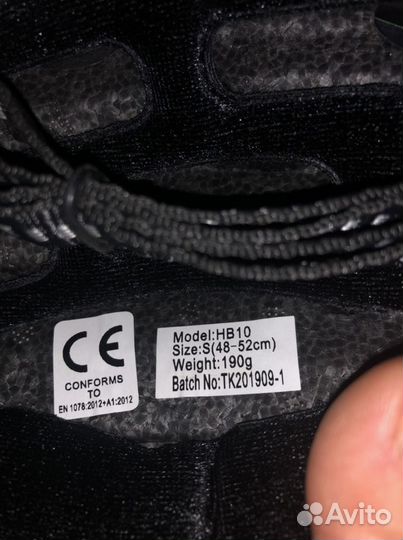 CE
CONFORMS
TO
EN 1078:2012+A1:2012
Model:HB10
Size:S(48-52cm)
Weight:190g
Batch No:TK201909-1
Avito